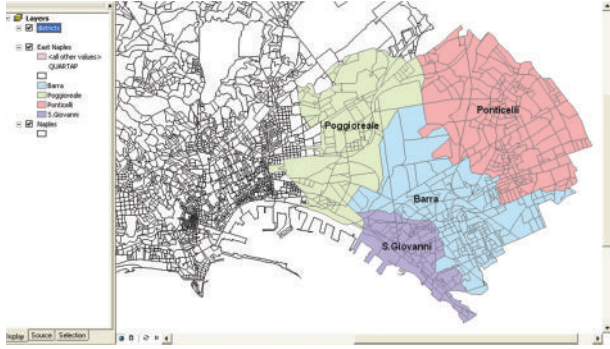 Layers
districts
East Naples
<all other values>
QUARTAP
Barra
Poggioreale
Ponticelli
S.Giovanni
Naples
Display Source Selection
Poggioreale
Ponticelli
Barra
S.Giovanni